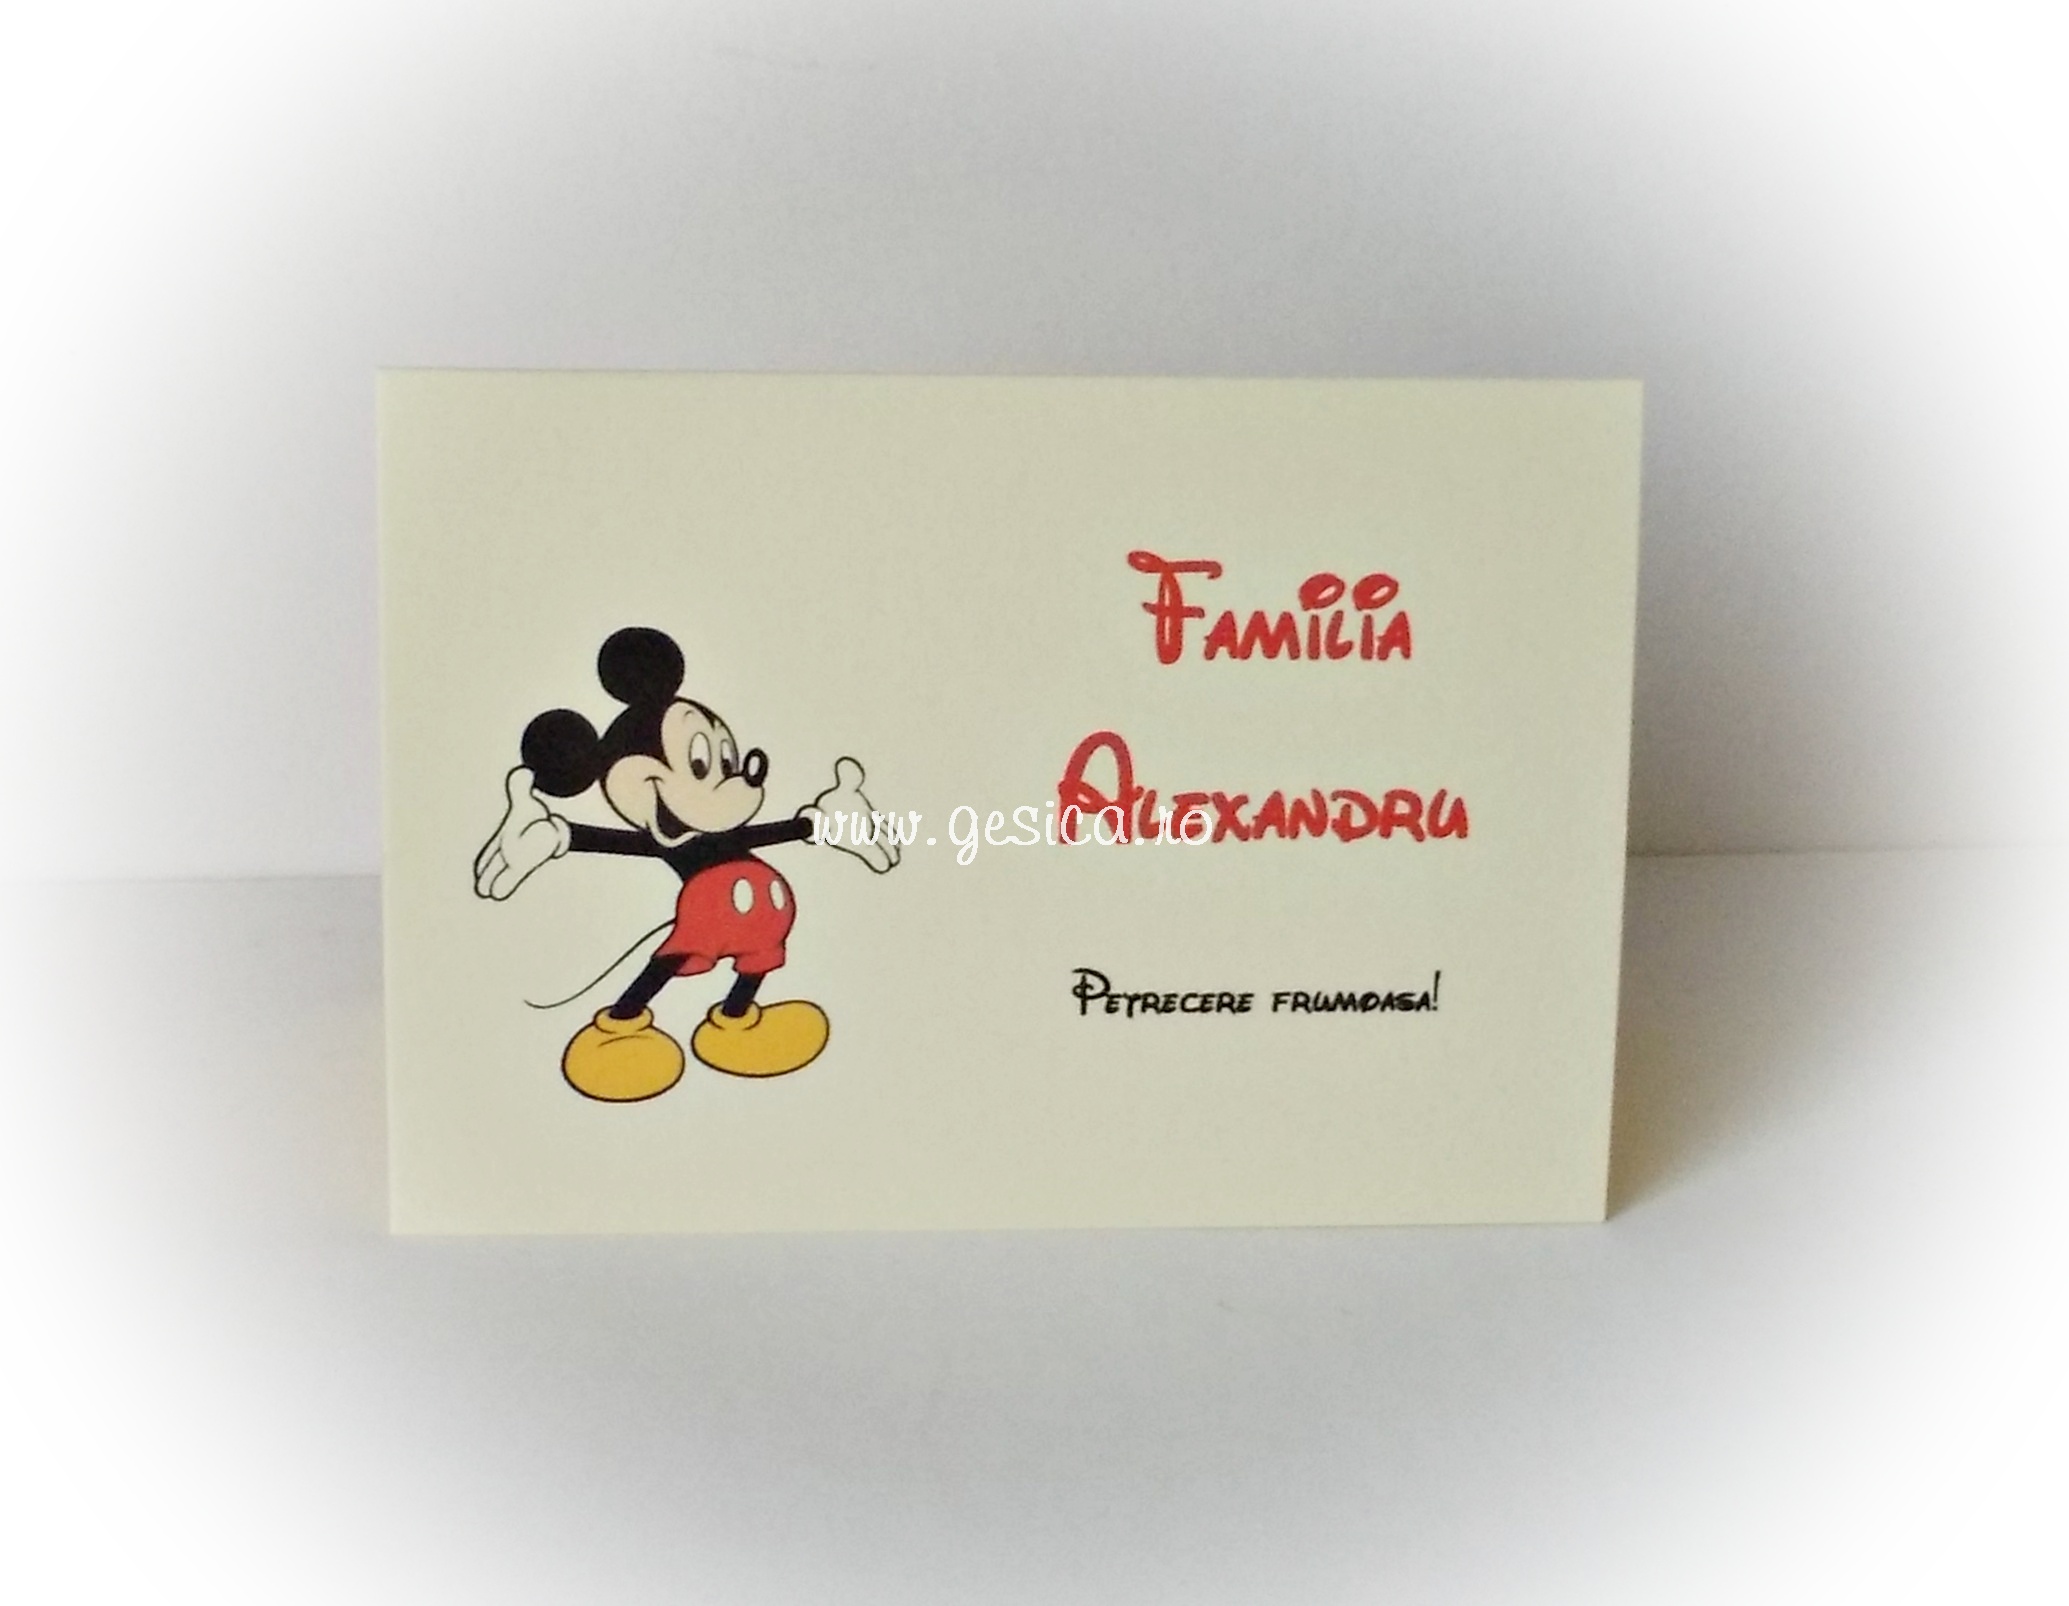 Familia
Alexandru
www.gesica.ro
Petrecere frumoasa!